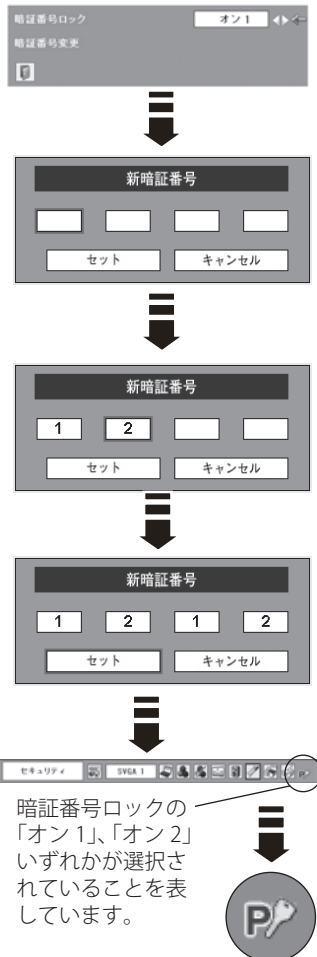 暗証番号ロック
オン 1
暗証番号変更
新暗証番号
セット
キャンセル
新暗証番号
1 2
セット
キャンセル
新暗証番号
1 2 1 2
セット
キャンセル
セキュリティ
SVGA 1
暗証番号ロックの
「オン 1」、「オン 2」
いずれかが選択さ
れていることを表
しています。
P